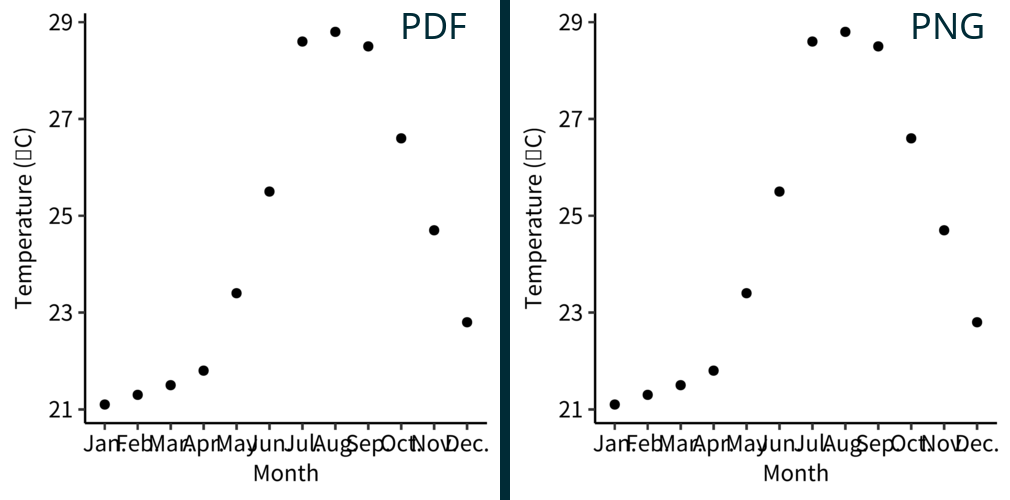 PDF
29
27
25
23
21
Temperature (▯C)
Jan. Feb. Mar. Apr. May Jun. Jul. Aug. Sep. Oct. Nov. Dec.
Month
PNG
29
27
25
23
21
Temperature (▯C)
Jan. Feb. Mar. Apr. May Jun. Jul. Aug. Sep. Oct. Nov. Dec.
Month